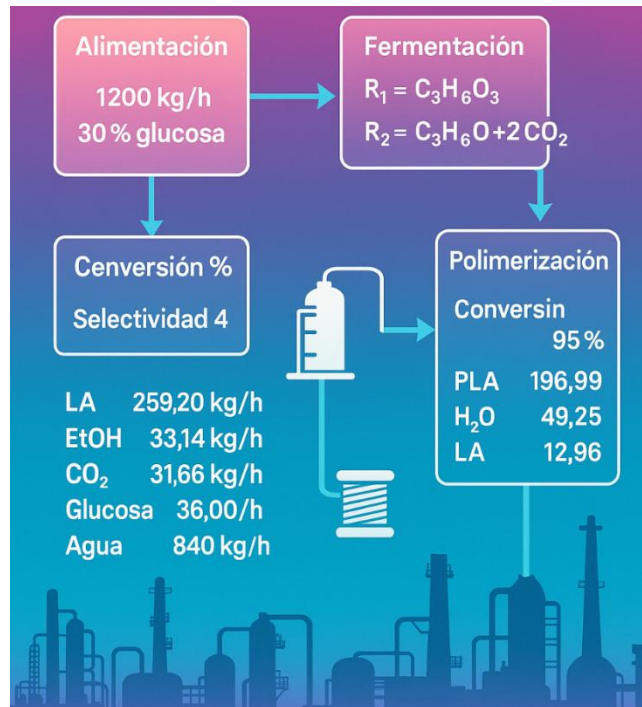 Alimentación
1200 kg/h
30 % glucosa
Fermentación
R₁ = C₃H₆O₃
R₂ = C₃H₆O+2 CO₂
Cenversión %
Selectividad 4
Polimerización
Conversin
95 %
PLA 196,99
H₂O 49,25
LA 12,96
LA 259,20 kg/h
EtOH 33,14 kg/h
CO₂ 31,66 kg/h
Glucosa 36,00/h
Agua 840 kg/h